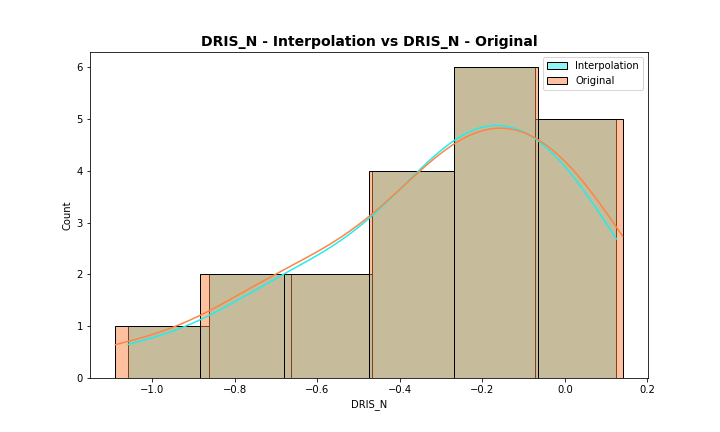 DRIS_N - Interpolation vs DRIS_N - Original
Interpolation
Original
6
5
4
3
2
1
0
Count
−1.0 −0.8 −0.6 −0.4 −0.2 0.0 0.2
DRIS_N